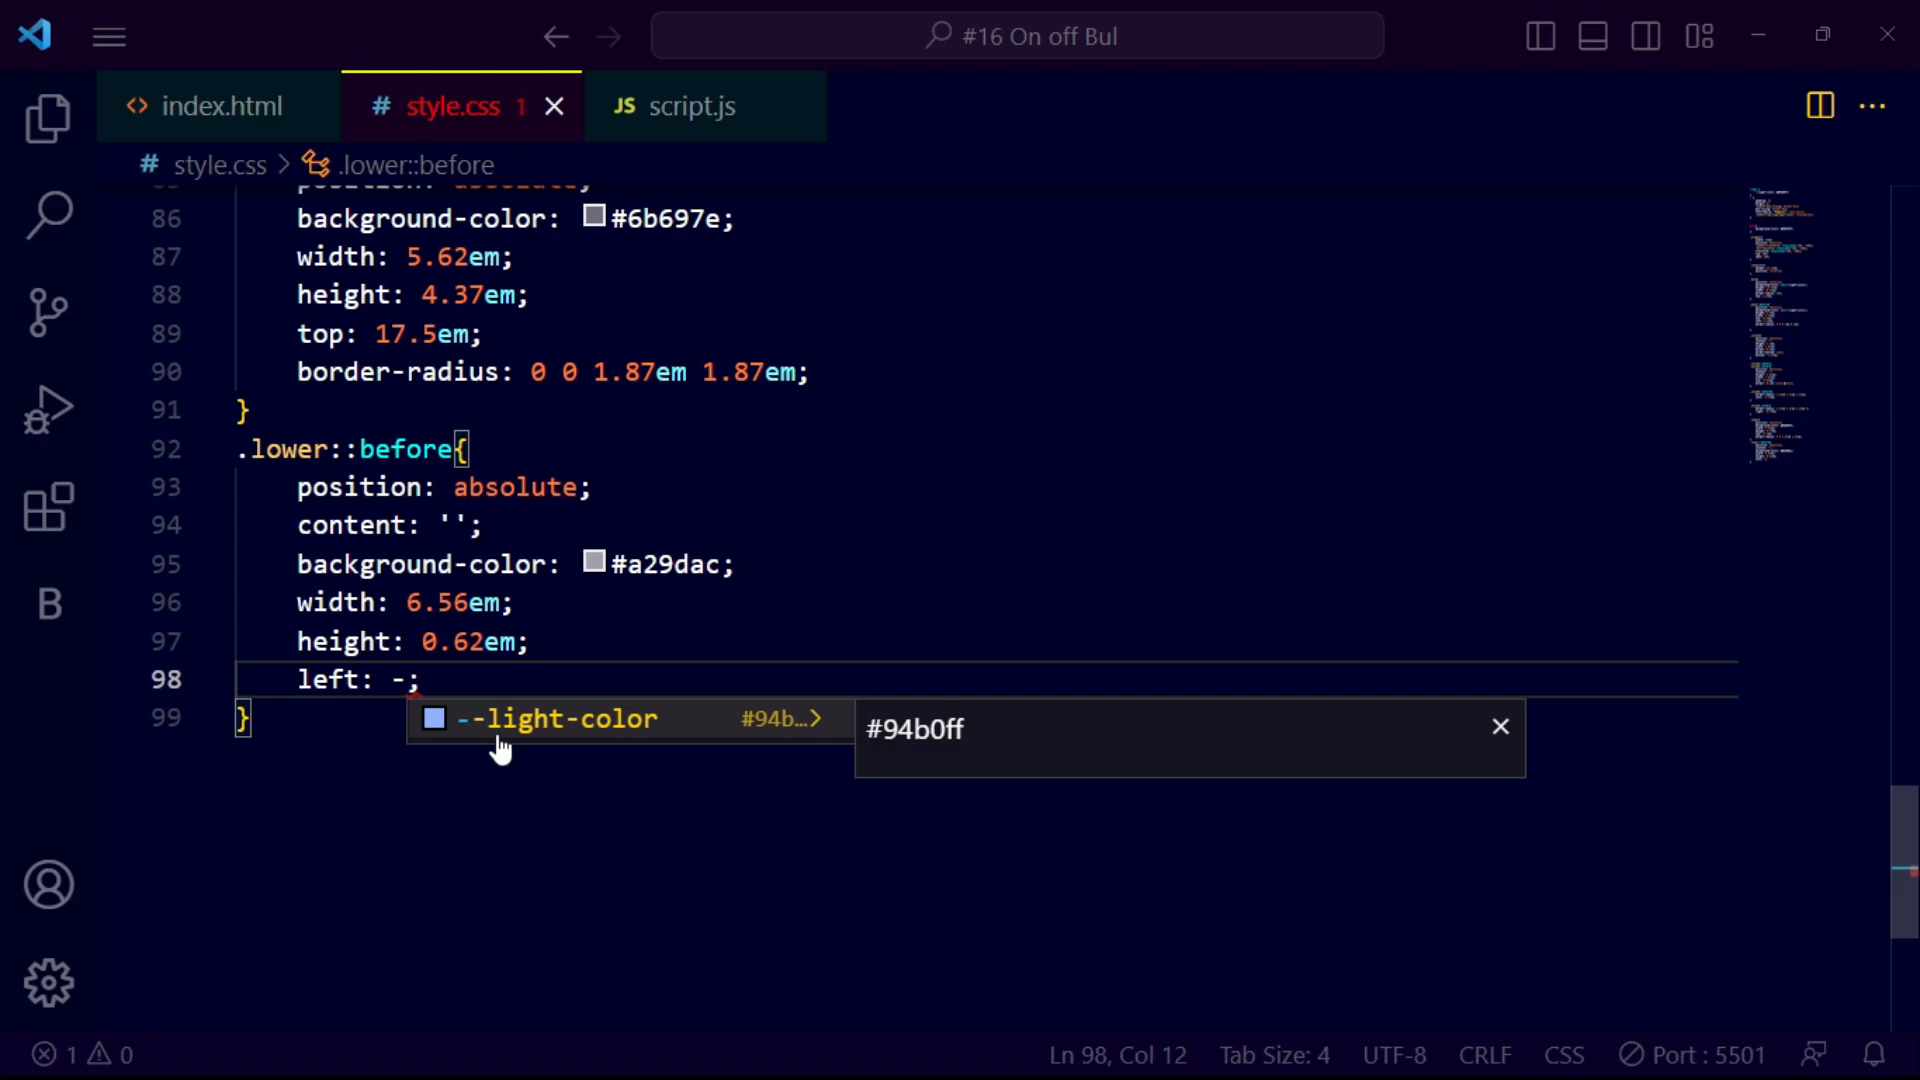 #16 On off Bul
<> index.html
# style.css 1
JS script.js
# style.css > .lower::before
86 background-color: #6b697e;
87 width: 5.62em;
88 height: 4.37em;
89 top: 17.5em;
90 border-radius: 0 0 1.87em 1.87em;
91 }
92 .lower::before{
93 position: absolute;
94 content: '';
95 background-color: #a29dac;
96 width: 6.56em;
97 height: 0.62em;
98 left: -;
99 }
--light-color #94b...>
#94b0ff
B
1 0
Ln 98, Col 12 Tab Size: 4 UTF-8 CRLF CSS Port : 5501